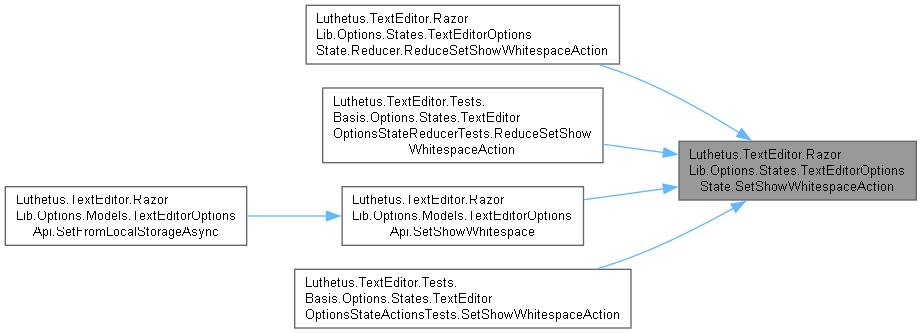 Luthetus.TextEditor.Razor
Lib.Options.States.TextEditorOptions
State.Reducer.ReduceSetShowWhitespaceAction
Luthetus.TextEditor.Tests.
Basis.Options.States.TextEditor
OptionsStateReducerTests.ReduceSetShow
WhitespaceAction
Luthetus.TextEditor.Razor
Lib.Options.States.TextEditorOptions
State.SetShowWhitespaceAction
Luthetus.TextEditor.Razor
Lib.Options.Models.TextEditorOptions
Api.SetFromLocalStorageAsync
Luthetus.TextEditor.Razor
Lib.Options.Models.TextEditorOptions
Api.SetShowWhitespace
Luthetus.TextEditor.Tests.
Basis.Options.States.TextEditor
OptionsStateActionsTests.SetShowWhitespaceAction